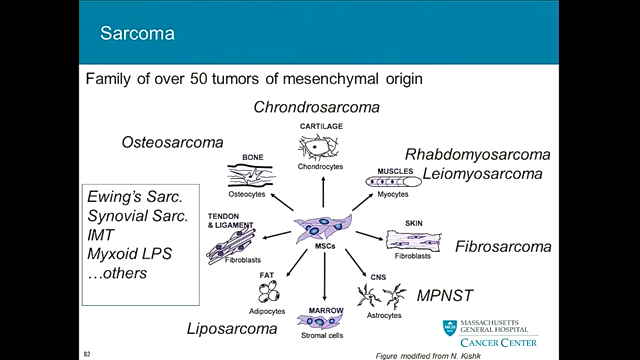 Sarcoma
Family of over 50 tumors of mesenchymal origin
Chrondrosarcoma
CARTILAGE
Chondrocytes
Osteosarcoma
BONE
Osteocytes
Rhabdomyosarcoma
Leiomyosarcoma
MUSCLES
Myocytes
Ewing's Sarc.
Synovial Sarc.
IMT
Myxoid LPS
...others
TENDON
& LIGAMENT
Fibroblasts
MSCs
SKIN
Fibroblasts
Fibrosarcoma
FAT
Adipocytes
Liposarcoma
MARROW
Stromal cells
CNS
Astrocytes
MPNST
MGH
1811
MASSACHUSETTS
GENERAL HOSPITAL
CANCER CENTER
82
Figure modified from N. Kishk